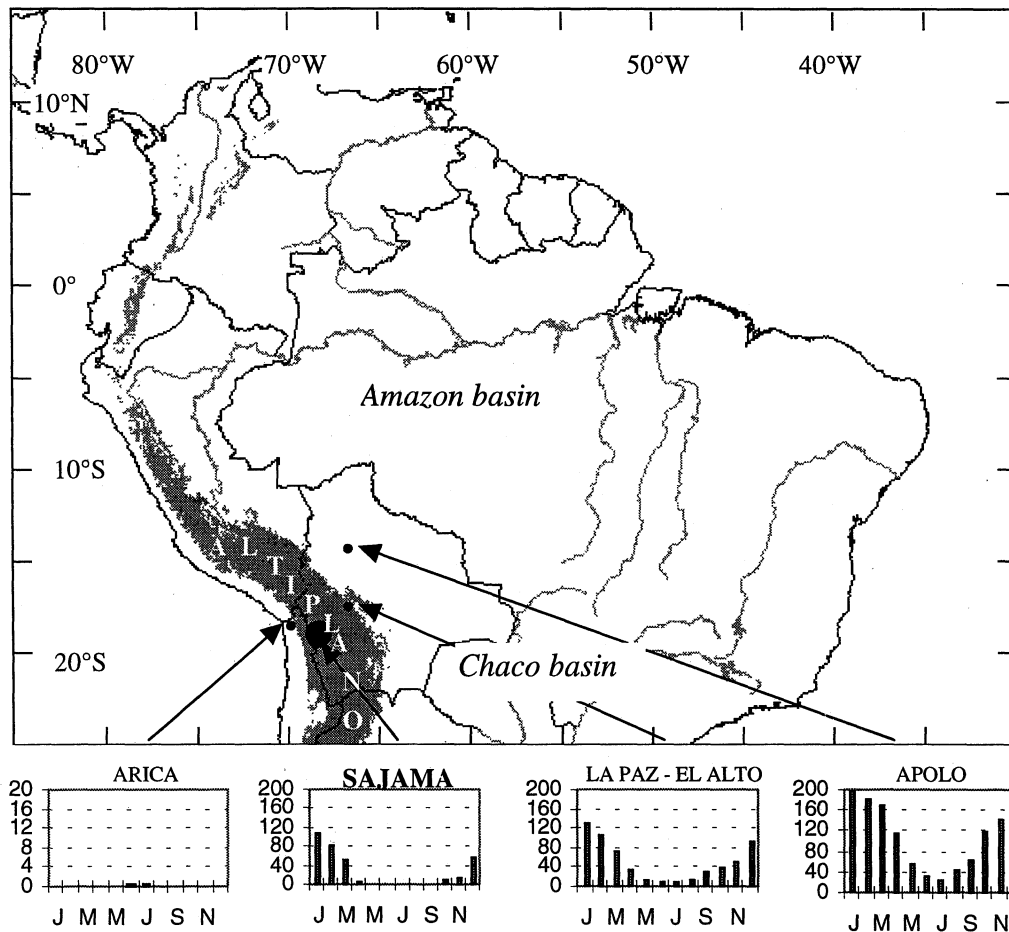 80°W 70°W 60°W 50°W 40°W
10°N
0°
Amazon basin
10°S
ALTIPLANO
20°S
Chaco basin
ARICA
20
16
12
8
4
0
J M M J S N
SAJAMA
200
160
120
80
40
0
J M M J S N
LA PAZ - EL ALTO
200
160
120
80
40
0
J M M J S N
APOLO
200
160
120
80
40
0
J M M J S N